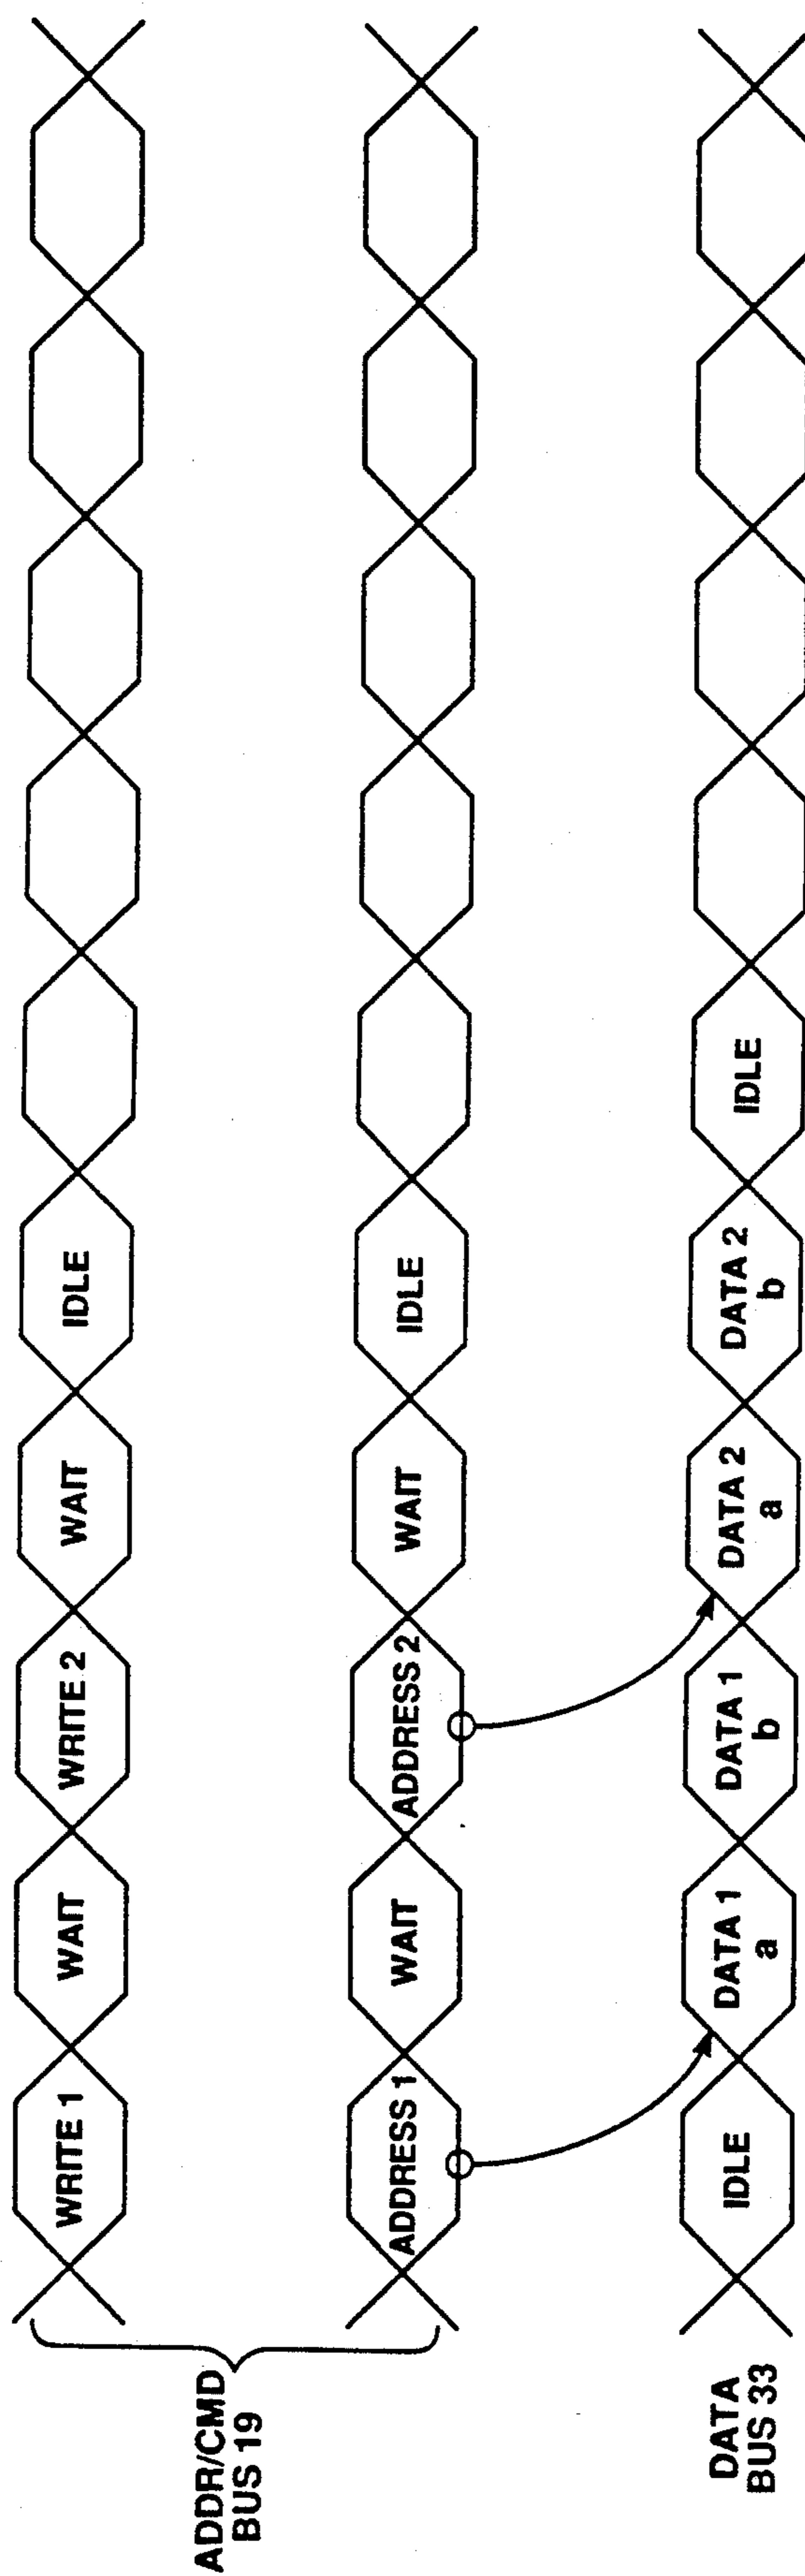 ADDR/CMD
BUS 19
WRITE 1
WAIT
WRITE 2
WAIT
IDLE
ADDRESS 1
WAIT
ADDRESS 2
WAIT
IDLE
DATA
BUS 33
IDLE
DATA 1
a
DATA 1
b
DATA 2
a
DATA 2
b
IDLE